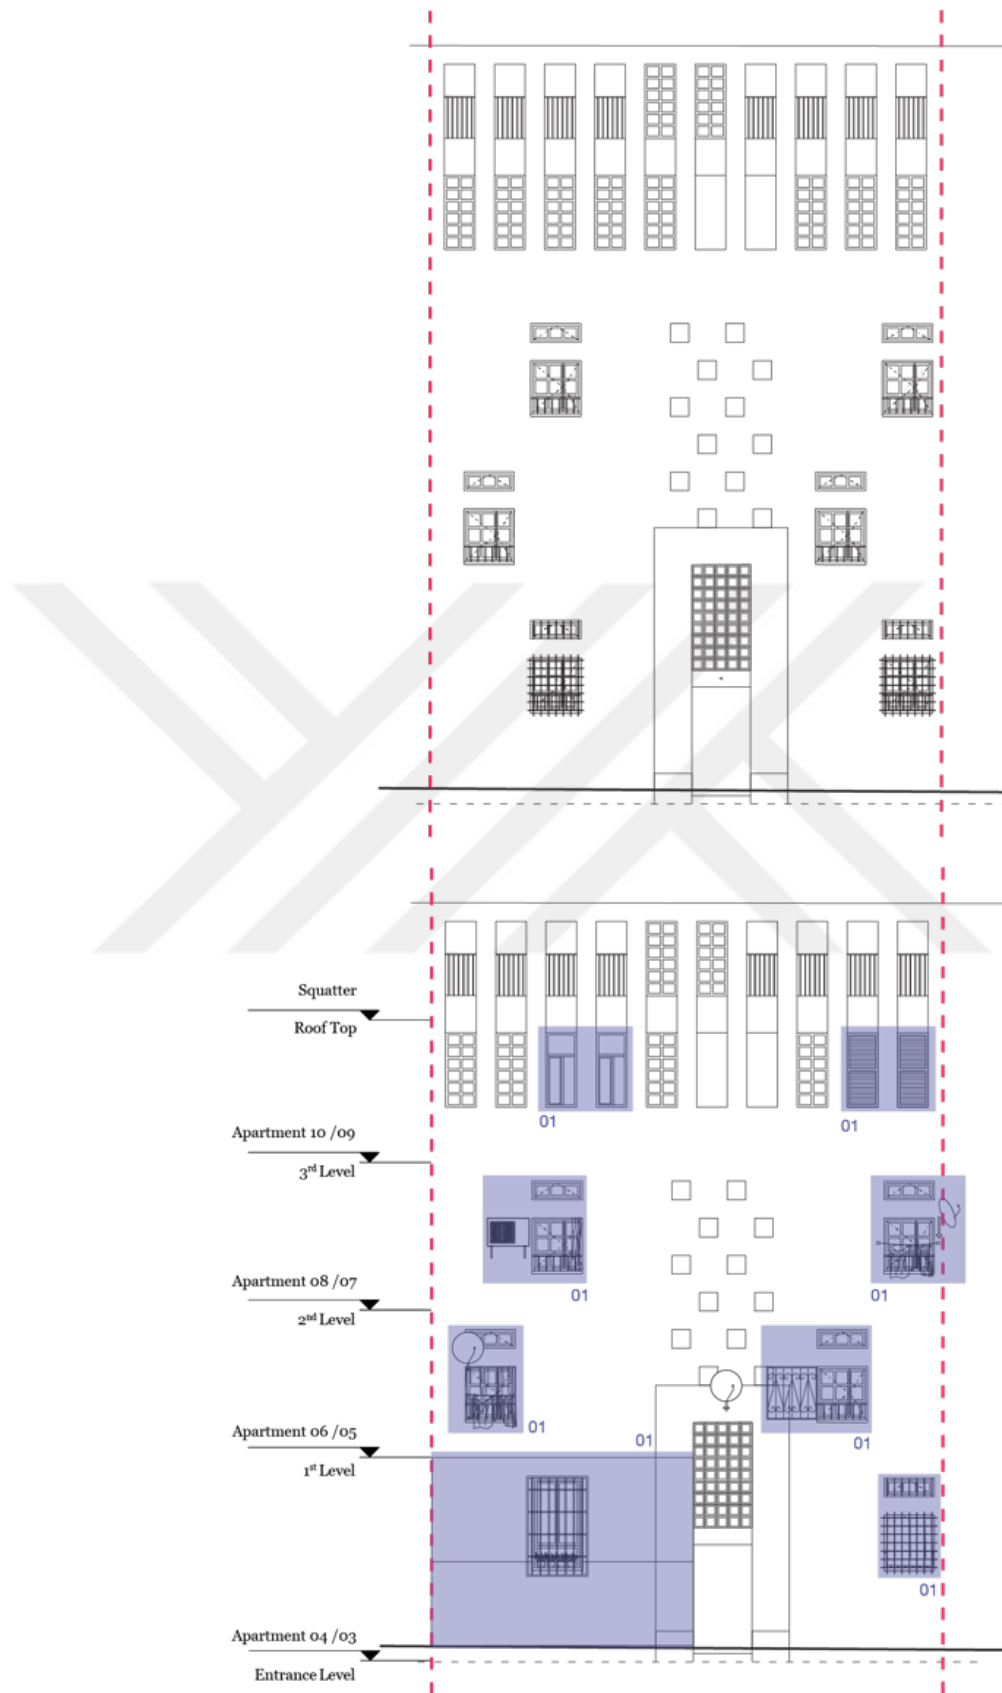 Squatter
Roof Top
01
01
Apartment 10 /09
3rd Level
Apartment 08 /07
01
01
2nd Level
Apartment 06 /05
01
01
01
1st Level
01
Apartment 04 /03
Entrance Level